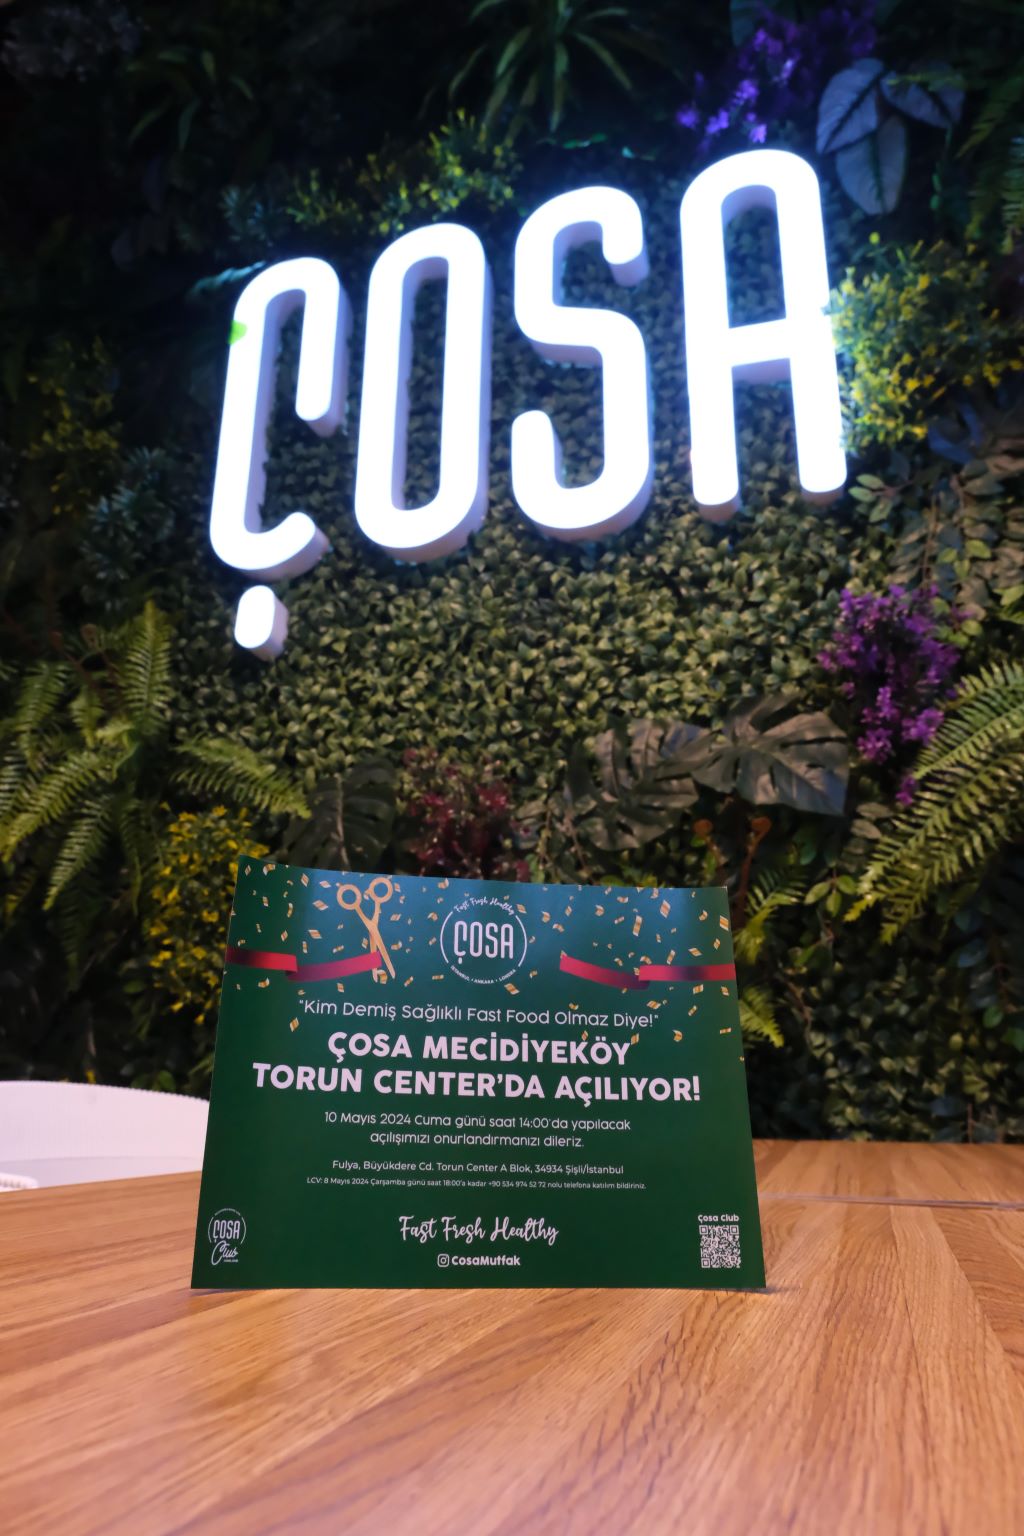 ÇOSA
Fast Fresh Healthy
ÇOSA
İSTANBUL • ANKARA • LONDRA
"Kim Demiş Sağlıklı Fast Food Olmaz Diye!"
ÇOSA MECİDİYEKÖY
TORUN CENTER'DA AÇILIYOR!
10 Mayıs 2024 Cuma günü saat 14:00'da yapılacak
açılışımızı onurlandırmanızı dileriz.
Fulya, Büyükdere Cd. Torun Center A Blok, 34934 Şişli/İstanbul
LCV: 8 Mayıs 2024 Çarşamba günü saat 18:00'a kadar +90 534 974 52 72 nolu telefona katılım bildiriniz.
ÇOSA
Club
Fast Fresh Healthy
CosaMutfak
Çosa Club